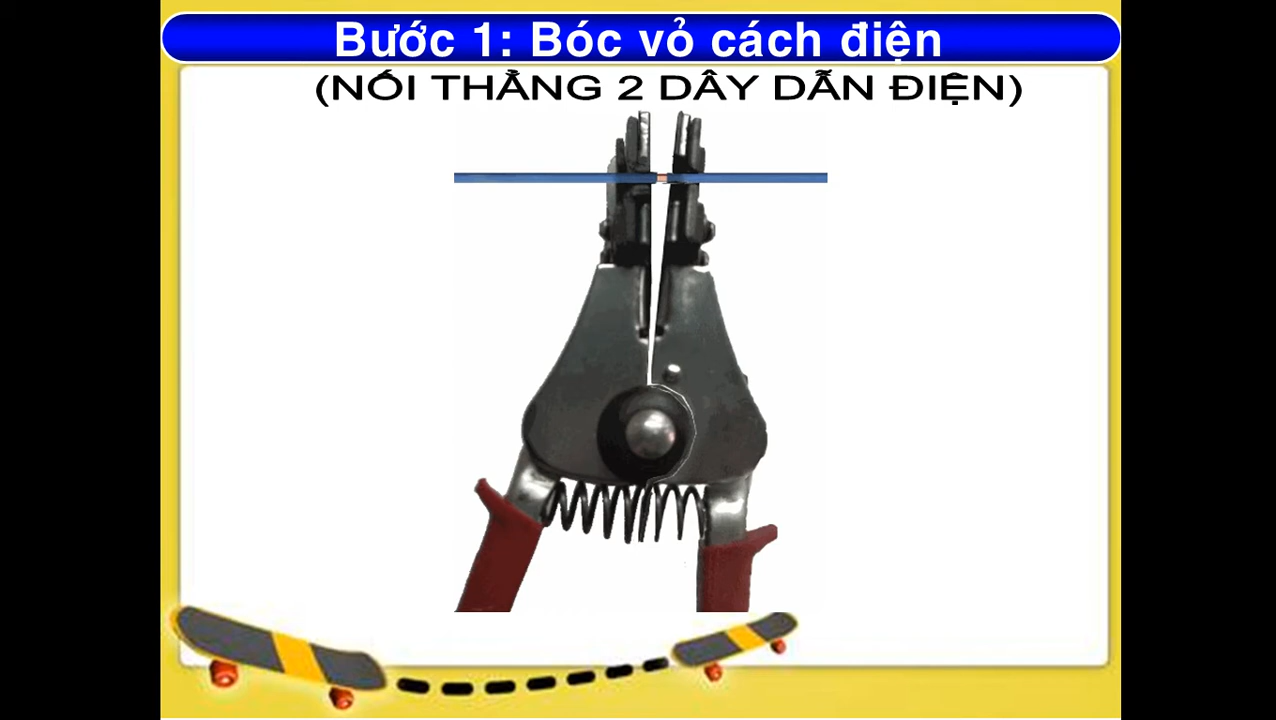 Bước 1: Bóc vỏ cách điện
(NỐI THẲNG 2 DÂY DẪN ĐIỆN)